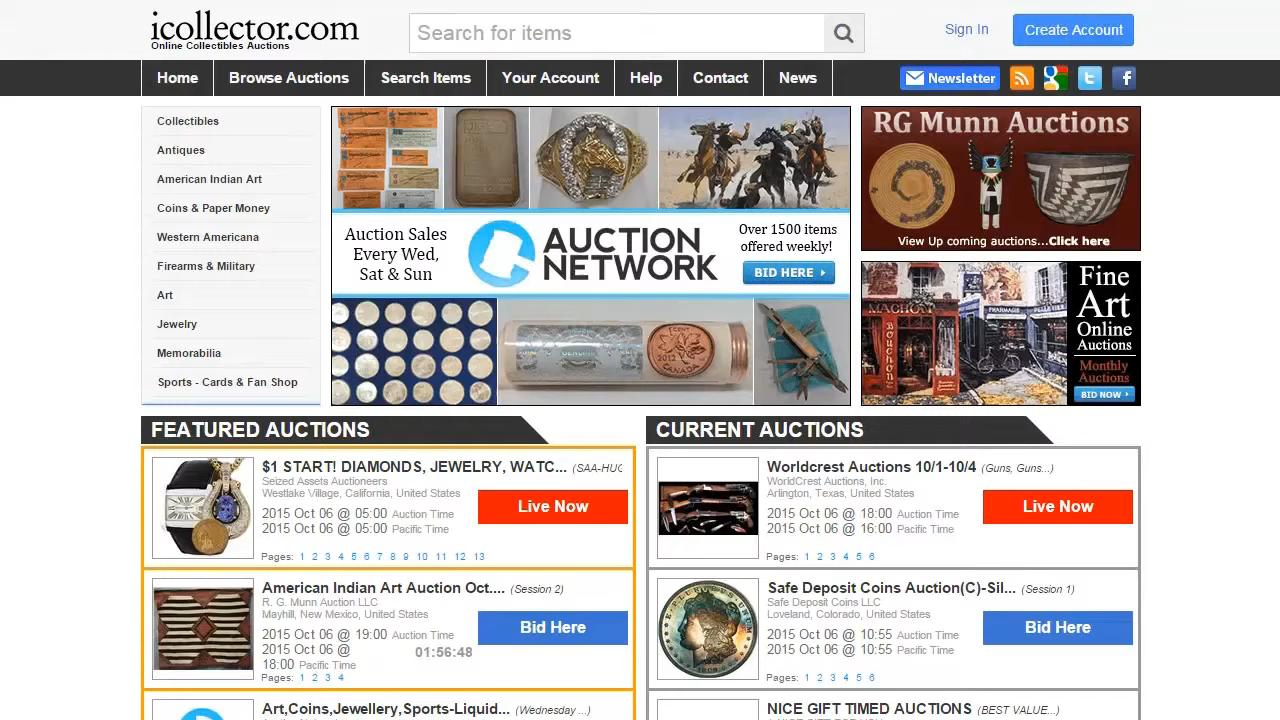 icollector.com
Online Collectibles Auctions
Search for items
Sign In
Create Account
Home
Browse Auctions
Search Items
Your Account
Help
Contact
News
Newsletter
Collectibles
Antiques
American Indian Art
Coins & Paper Money
Western Americana
Firearms & Military
Art
Jewelry
Memorabilia
Sports - Cards & Fan Shop
Auction Sales
Every Wed,
Sat & Sun
AUCTION
NETWORK
Over 1500 items
offered weekly!
BID HERE
CENT
2012
CANADA
RG Munn Auctions
View Up coming auctions...Click here
Fine
Art
Online
Auctions
Monthly
Auctions
BID NOW
FEATURED AUCTIONS
$1 START! DIAMONDS, JEWELRY, WATC... (SAA-HUG
Seized Assets Auctioneers
Westlake Village, California, United States
2015 Oct 06 @ 05:00 Auction Time
2015 Oct 06 @ 05:00 Pacific Time
Live Now
Pages: 1 2 3 4 5 6 7 8 9 10 11 12 13
American Indian Art Auction Oct.... (Session 2)
R. G. Munn Auction LLC
Mayhill, New Mexico, United States
2015 Oct 06 @ 19:00 Auction Time
2015 Oct 06 @
18:00 Pacific Time
01:56:48
Bid Here
Pages: 1 2 3 4
Art,Coins,Jewellery,Sports-Liquid... (Wednesday ...)
CURRENT AUCTIONS
Worldcrest Auctions 10/1-10/4 (Guns, Guns...)
WorldCrest Auctions, Inc.
Arlington, Texas, United States
2015 Oct 06 @ 18:00 Auction Time
2015 Oct 06 @ 16:00 Pacific Time
Live Now
Pages: 1 2 3 4 5 6
Safe Deposit Coins Auction(C)-Sil... (Session 1)
Safe Deposit Coins LLC
Loveland, Colorado, United States
2015 Oct 06 @ 10:55 Auction Time
2015 Oct 06 @ 10:55 Pacific Time
Bid Here
Pages: 1 2 3 4 5 6
NICE GIFT TIMED AUCTIONS (BEST VALUE...)